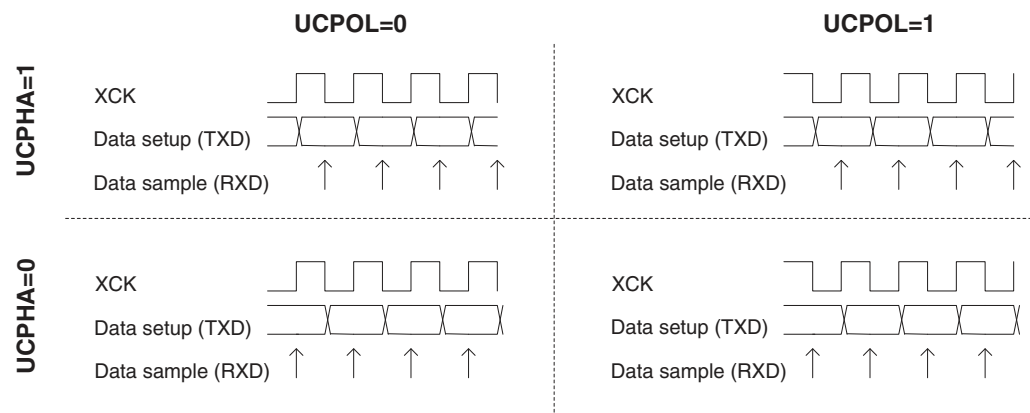 UCPOL=0
UCPOL=1
UCPHA=1
XCK
Data setup (TXD)
Data sample (RXD)
XCK
Data setup (TXD)
Data sample (RXD)
UCPHA=0
XCK
Data setup (TXD)
Data sample (RXD)
XCK
Data setup (TXD)
Data sample (RXD)